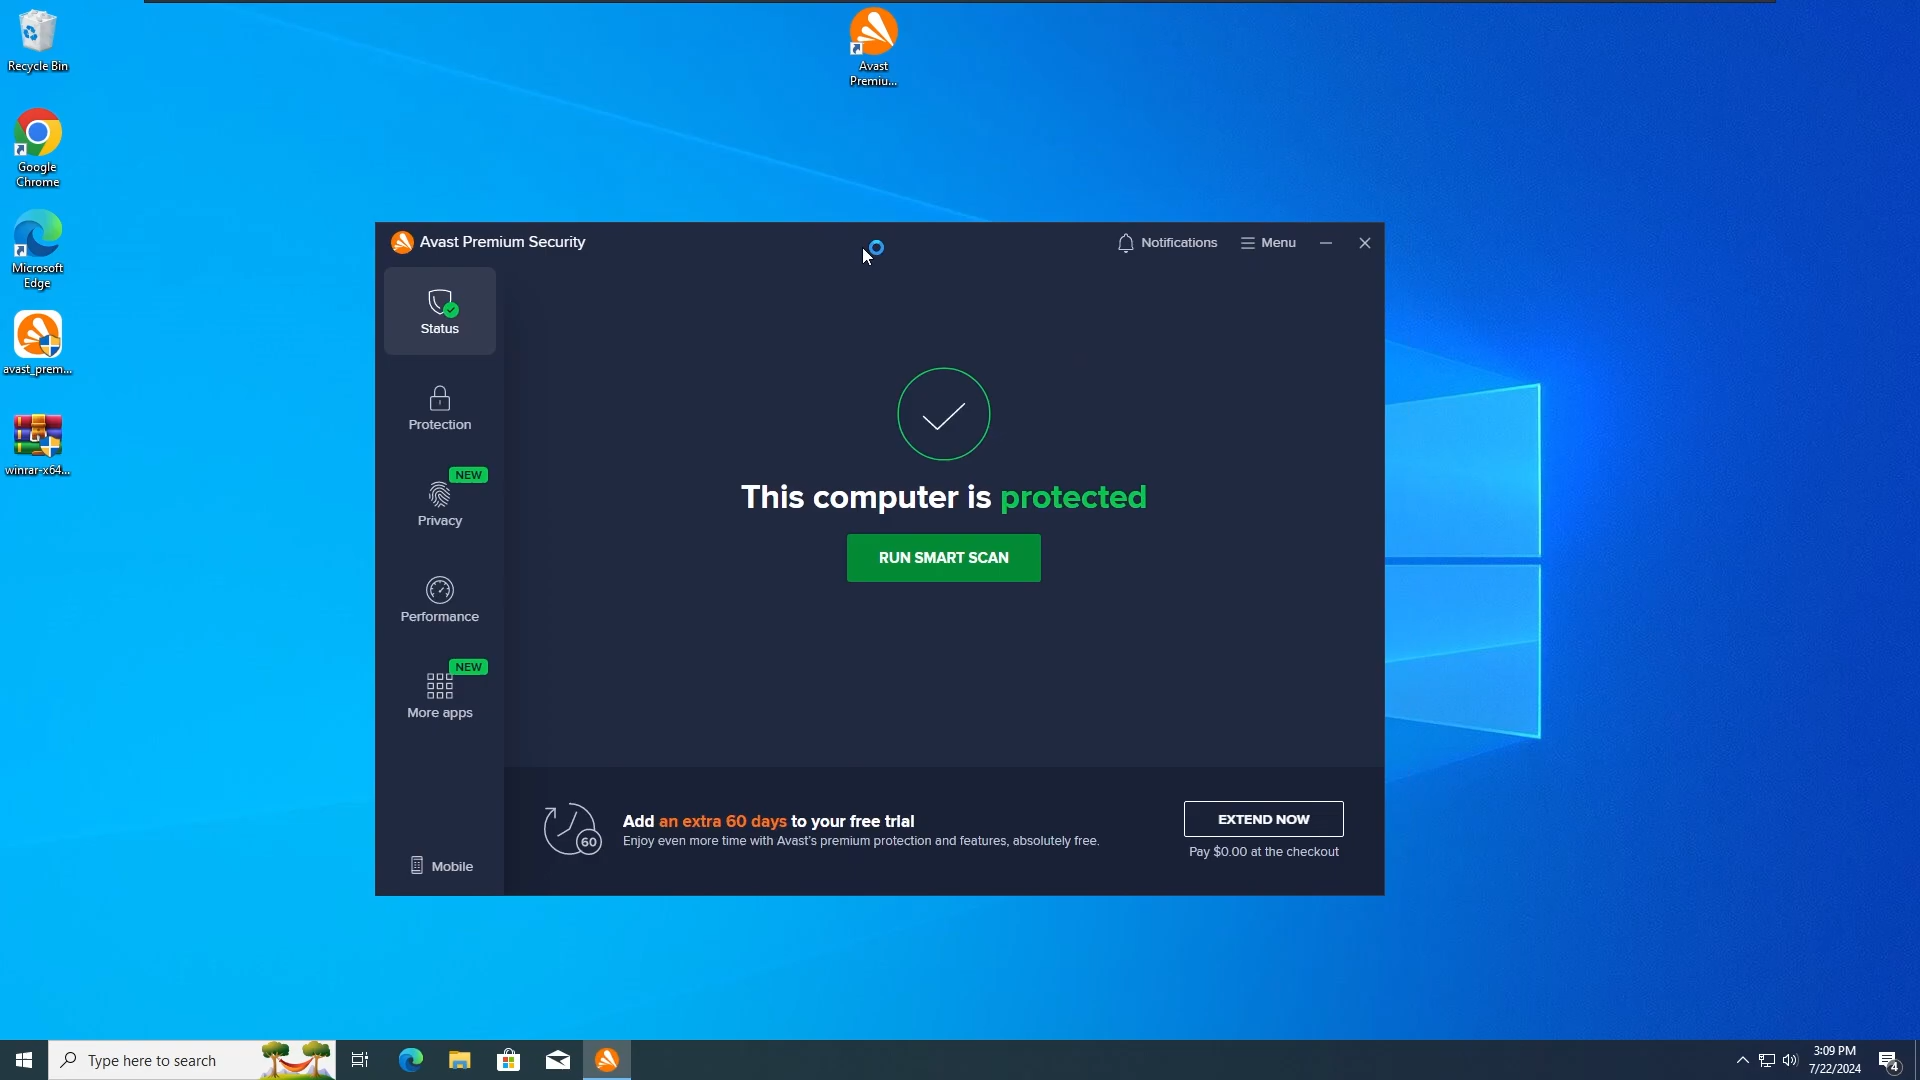 Recycle Bin
Google
Chrome
Microsoft
Edge
avast_prem...
winrar-x64...
Avast
Premiu...
Avast Premium Security
Notifications
Menu
Status
Protection
NEW
Privacy
Performance
NEW
More apps
Mobile
This computer is protected
RUN SMART SCAN
60
Add an extra 60 days to your free trial
Enjoy even more time with Avast's premium protection and features, absolutely free.
EXTEND NOW
Pay $0.00 at the checkout
Type here to search
3:09 PM
7/22/2024
4